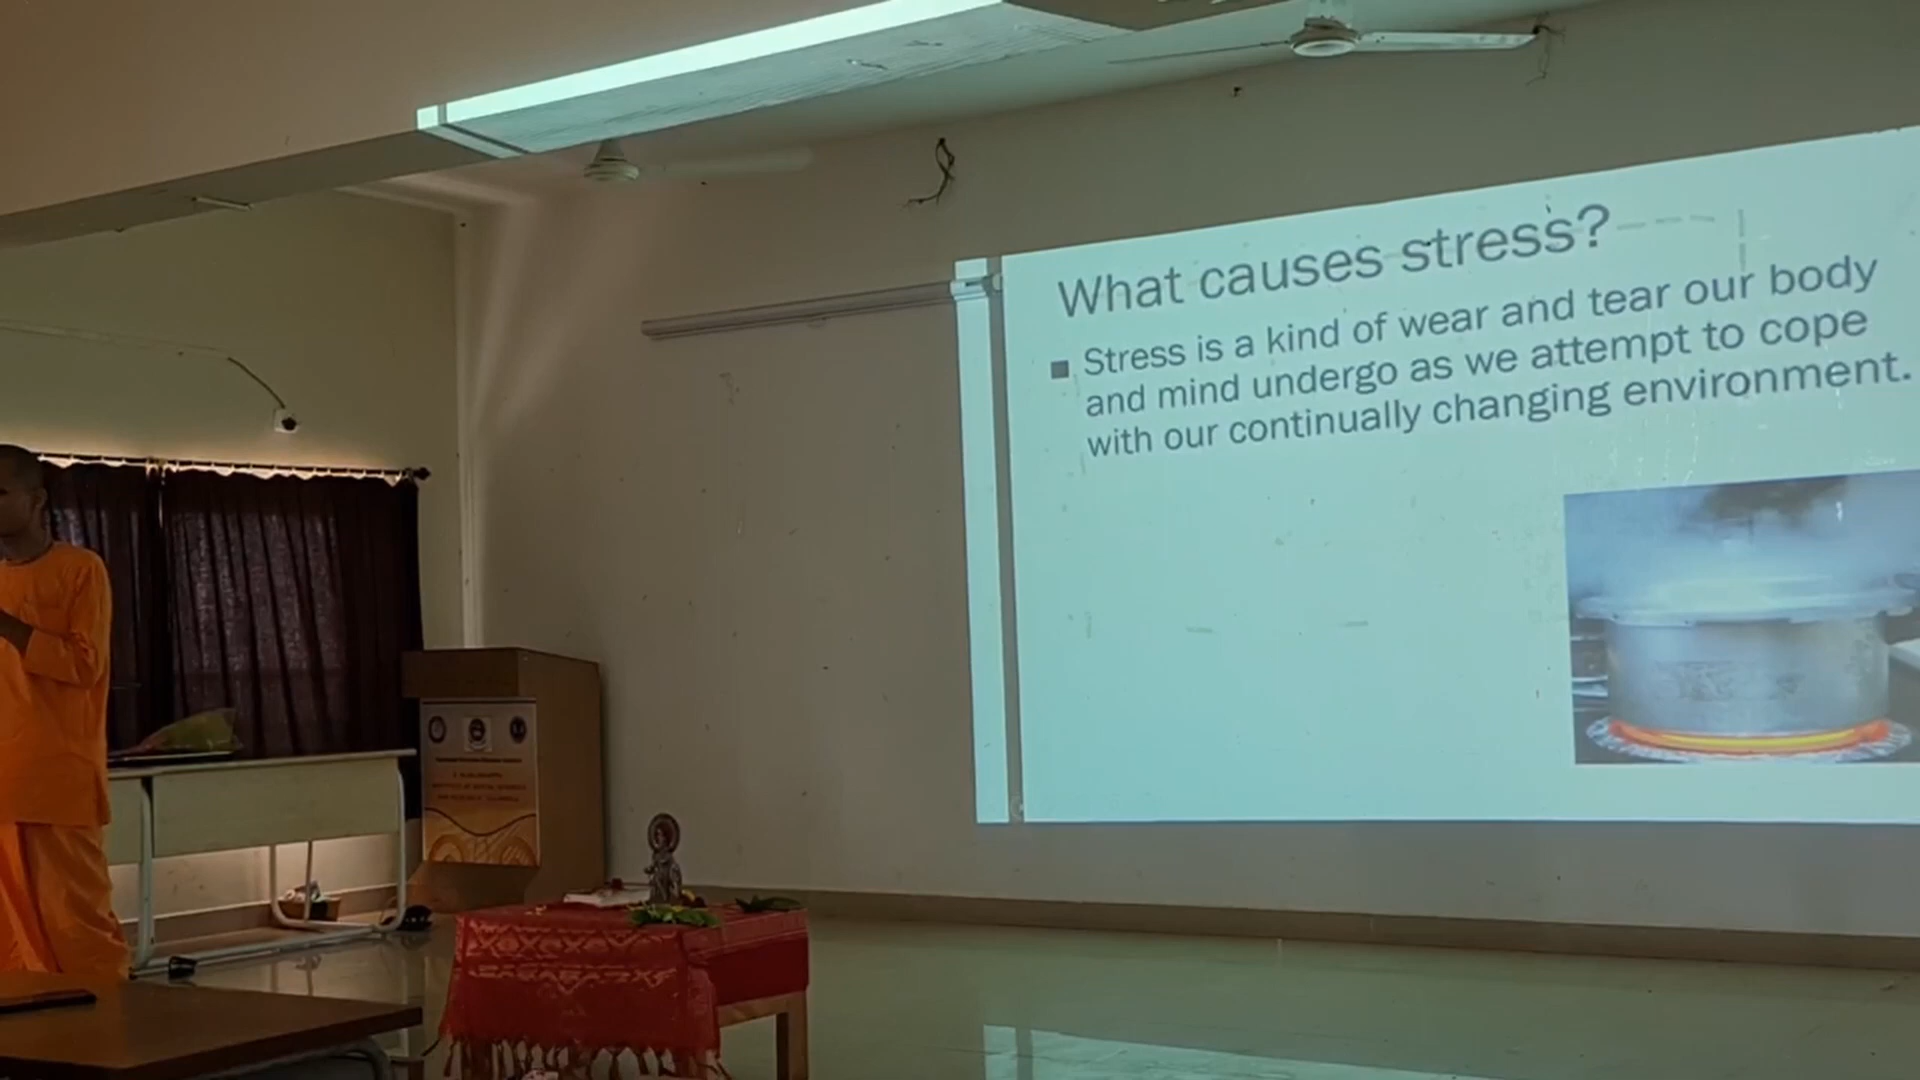 What causes stress?
Stress is a kind of wear and tear our body
and mind undergo as we attempt to cope
with our continually changing environment.